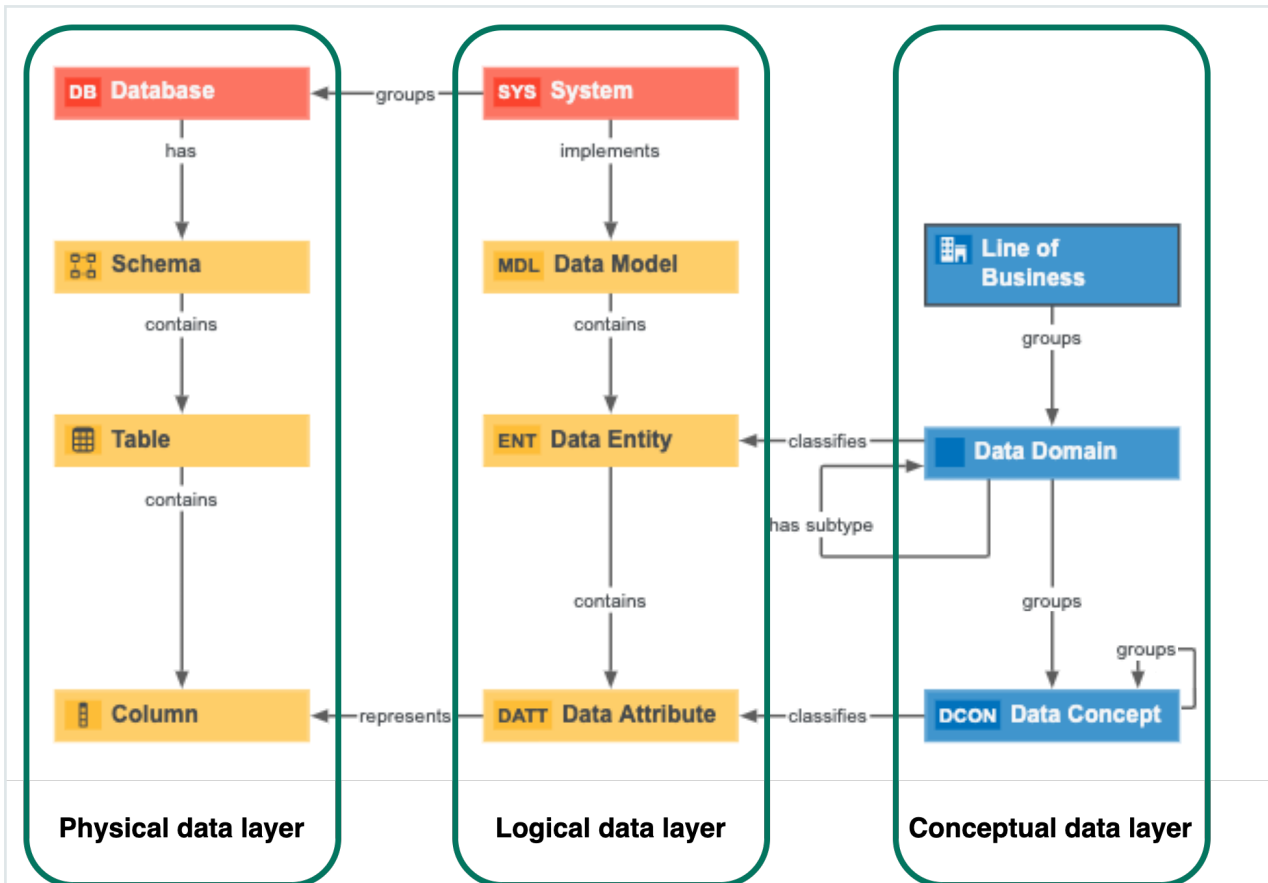 DB Database
groups
SYS System
has
implements
Schema
MDL Data Model
Line of
Business
contains
contains
groups
Table
ENT Data Entity
classifies
Data Domain
contains
has subtype
contains
groups
groups
Column
represents
DATT Data Attribute
classifies
DCON Data Concept
Physical data layer
Logical data layer
Conceptual data layer